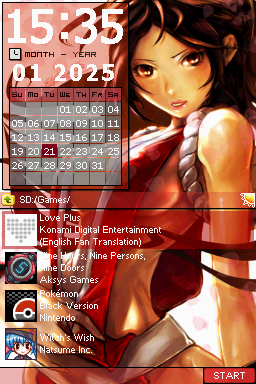 15:35
MONTH - YEAR
01 2025
Su Mo Tu We Th Fr Sa
01 02 03 04
05 06 07 08 09 10 11
12 13 14 15 16 17 18
19 20 21 22 23 24 25
26 27 28 29 30 31
SD:/Games/
Love Plus
Konami Digital Entertainment
(English Fan Translation)
Nine Hours, Nine Persons,
Nine Doors
Aksys Games
Pokémon
Black Version
Nintendo
Witch's Wish
Natsume Inc.
START